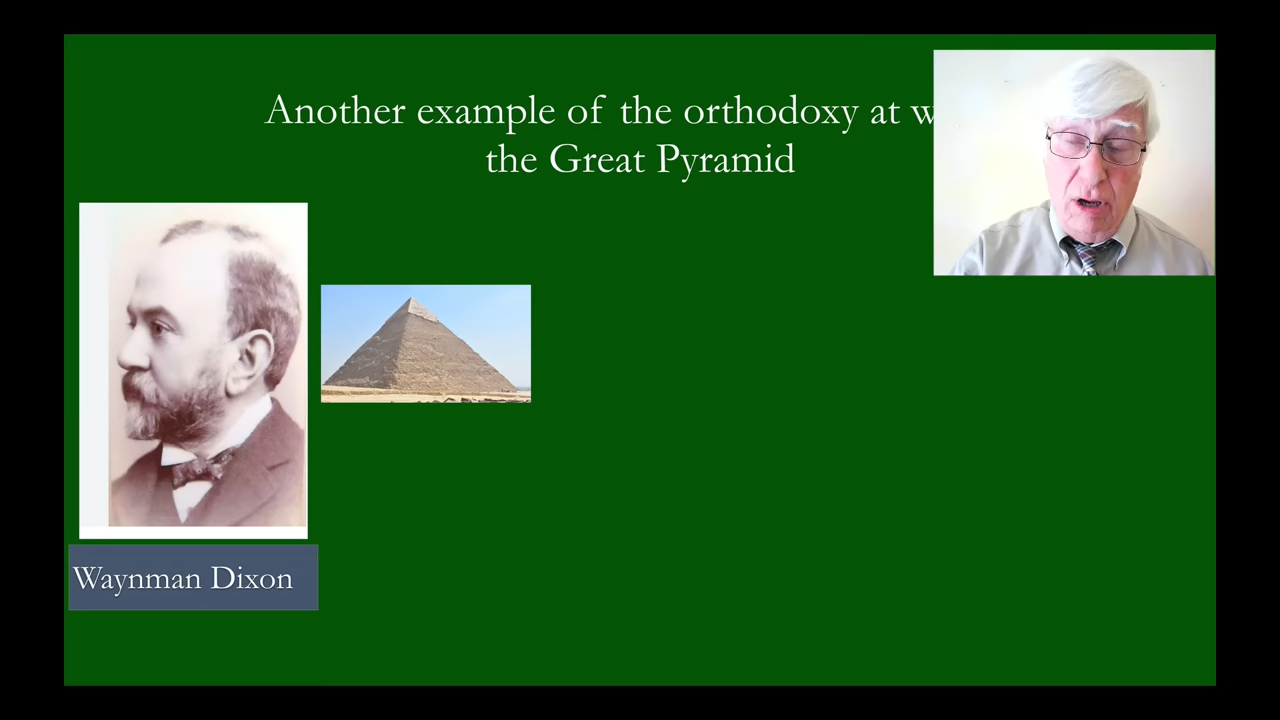 Another example of the orthodoxy at
the Great Pyramid
Waynman Dixon